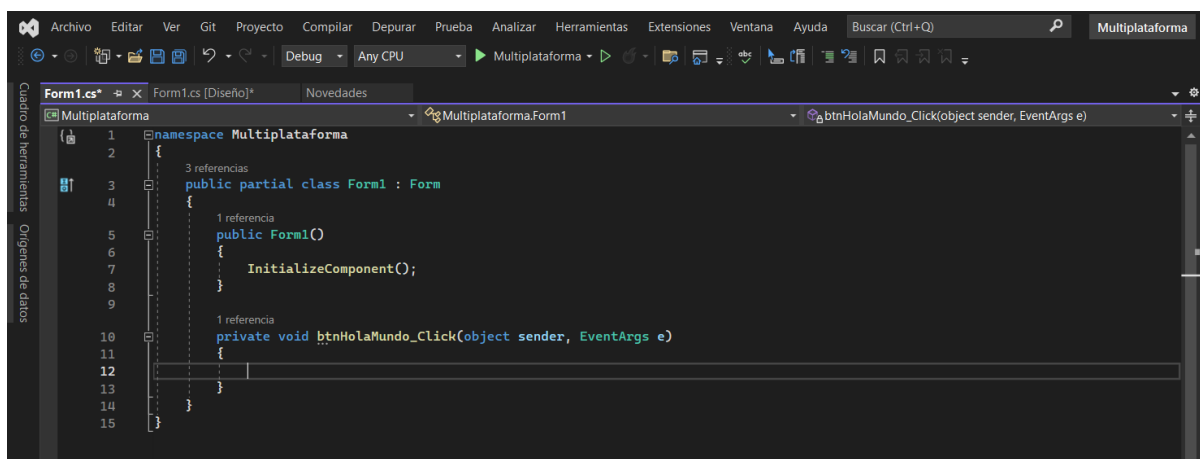 Archivo Editar Ver Git Proyecto Compilar Depurar Prueba Analizar Herramientas Extensiones Ventana Ayuda Buscar (Ctrl+Q) Multiplataforma
Debug Any CPU Multiplataforma
Cuadro de herramientas
Orígenes de datos
Form1.cs* Form1.cs [Diseño]* Novedades
C# Multiplataforma Multiplataforma.Form1 btnHolaMundo_Click(object sender, EventArgs e)
1 namespace Multiplataforma
2 {
3 referencias
3 public partial class Form1 : Form
4 {
1 referencia
5 public Form1()
6 {
7 InitializeComponent();
8 }
9
1 referencia
10 private void btnHolaMundo_Click(object sender, EventArgs e)
11 {
12
13 }
14 }
15 }